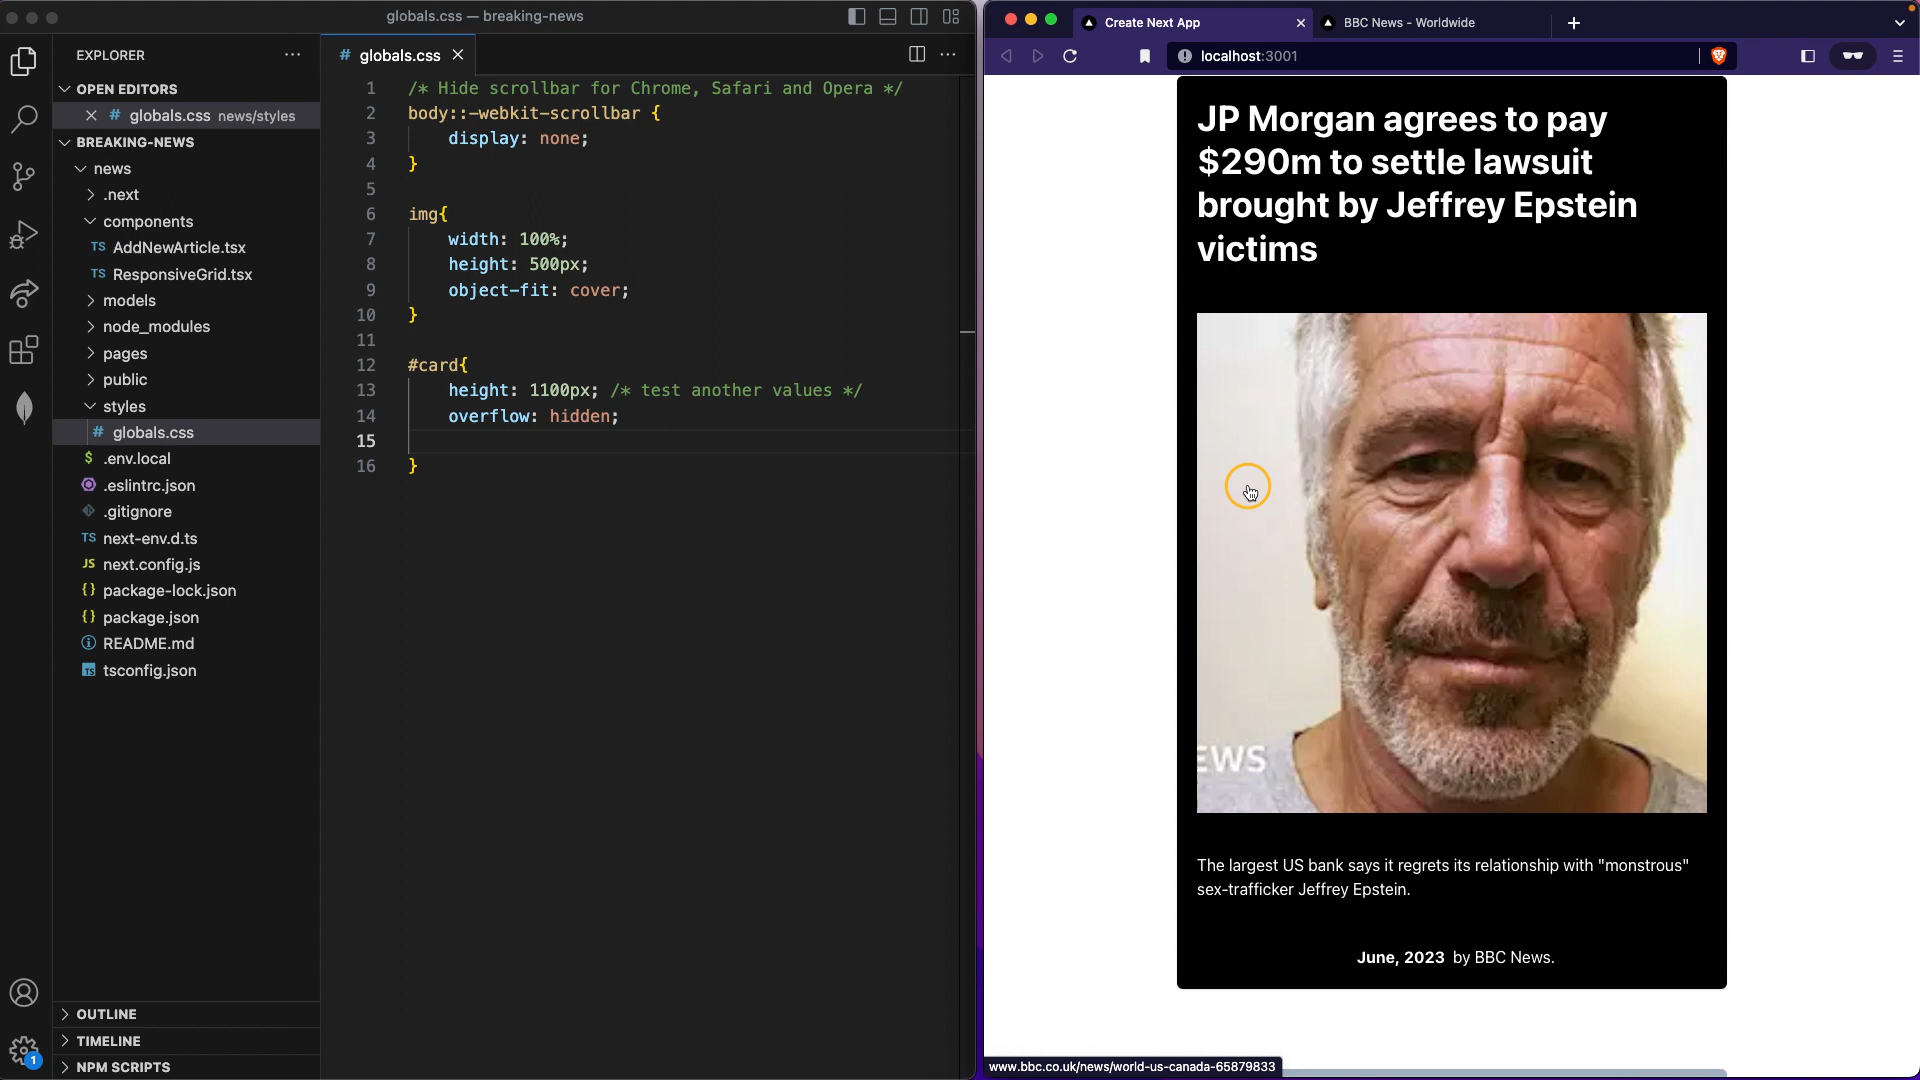 globals.css — breaking-news
EXPLORER
OPEN EDITORS
# globals.css news/styles
BREAKING-NEWS
news
.next
components
TS AddNewArticle.tsx
TS ResponsiveGrid.tsx
models
node_modules
pages
public
styles
# globals.css
$ .env.local
.eslintrc.json
.gitignore
TS next-env.d.ts
JS next.config.js
{} package-lock.json
{} package.json
README.md
TS tsconfig.json
OUTLINE
TIMELINE
NPM SCRIPTS
1
# globals.css
1 /* Hide scrollbar for Chrome, Safari and Opera */
2 body::-webkit-scrollbar {
3 display: none;
4 }
5
6 img{
7 width: 100%;
8 height: 500px;
9 object-fit: cover;
10 }
11
12 #card{
13 height: 1100px; /* test another values */
14 overflow: hidden;
15
16 }
Create Next App
BBC News - Worldwide
localhost:3001
JP Morgan agrees to pay
$290m to settle lawsuit
brought by Jeffrey Epstein
victims
EWS
The largest US bank says it regrets its relationship with "monstrous"
sex-trafficker Jeffrey Epstein.
June, 2023 by BBC News.
www.bbc.co.uk/news/world-us-canada-65879833